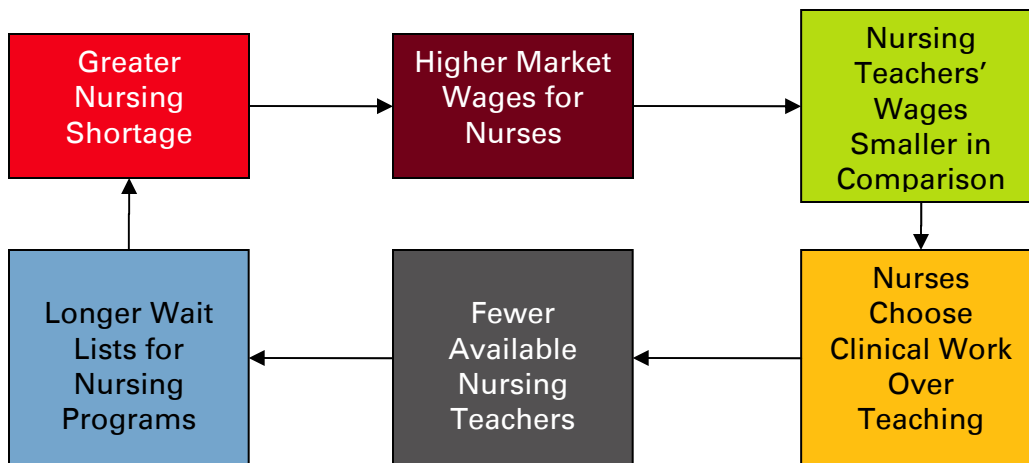 Greater
Nursing
Shortage
Higher Market
Wages for
Nurses
Nursing
Teachers’
Wages
Smaller in
Comparison
Nurses
Choose
Clinical Work
Over
Teaching
Fewer
Available
Nursing
Teachers
Longer Wait
Lists for
Nursing
Programs